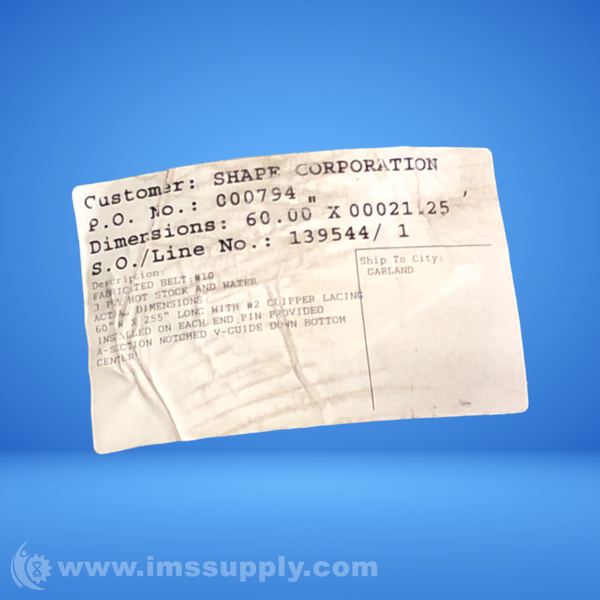 Customer: SHAPE CORPORATION
P.O. No.: 000794
Dimensions: 60.00 " X 00021.25 '
S.O./Line No.: 139544/ 1
Description:
FABRICATED BELT:#10
3 PLY HOT STOCK AND WATER
ACTUAL DIMENSIONS:
60" W X 255" LONG WITH #2 CLIPPER LACING
INSTALLED ON EACH END PIN PROVIDED
A-SECTION NOTCHED V-GUIDE DOWN BOTTOM
CENTER
Ship To City:
GARLAND
www.imssupply.com